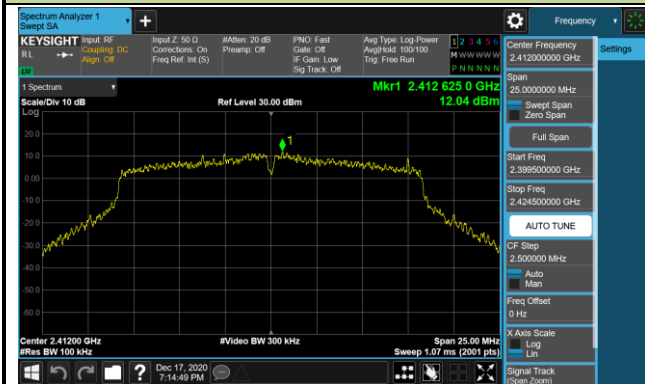 Spectrum Analyzer 1
Swept SA
Frequency
KEYSIGHT
RL
Input: RF
Coupling: DC
Align: Off
Input Z: 50 Ω
Corrections: On
Freq Ref: Int (S)
#Atten: 20 dB
Preamp: Off
PNO: Fast
Gate: Off
IF Gain: Low
Sig Track: Off
Avg Type: Log-Power
Avg|Hold: 100/100
Trig: Free Run
1 2 3 4 5 6
M W W W W W
P N N N N N
1 Spectrum
Scale/Div 10 dB
Log
Ref Level 30.00 dBm
Mkr1 2.412 625 0 GHz
12.04 dBm
1
20.0
10.0
0.00
-10.0
-20.0
-30.0
-40.0
-50.0
-60.0
Center 2.41200 GHz
#Res BW 100 kHz
#Video BW 300 kHz
Span 25.00 MHz
Sweep 1.07 ms (2001 pts)
Dec 17, 2020
7:14:49 PM
Settings
Center Frequency
2.412000000 GHz
Span
25.0000000 MHz
Swept Span
Zero Span
Full Span
Start Freq
2.399500000 GHz
Stop Freq
2.424500000 GHz
AUTO TUNE
CF Step
2.500000 MHz
Auto
Man
Freq Offset
0 Hz
X Axis Scale
Log
Lin
Signal Track
(Span Zoom)